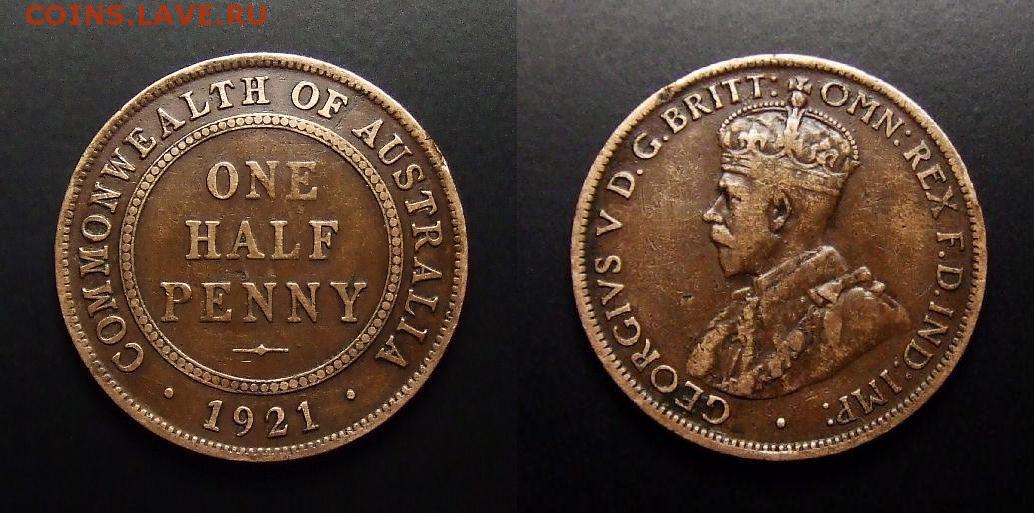 COINS.LAVE.RU
COMMONWEALTH OF AUSTRALIA
ONE
HALF
PENNY
· 1921 ·
GEORGIVS V D. G. BRITT: OMN: REX F.D. IND: IMP: